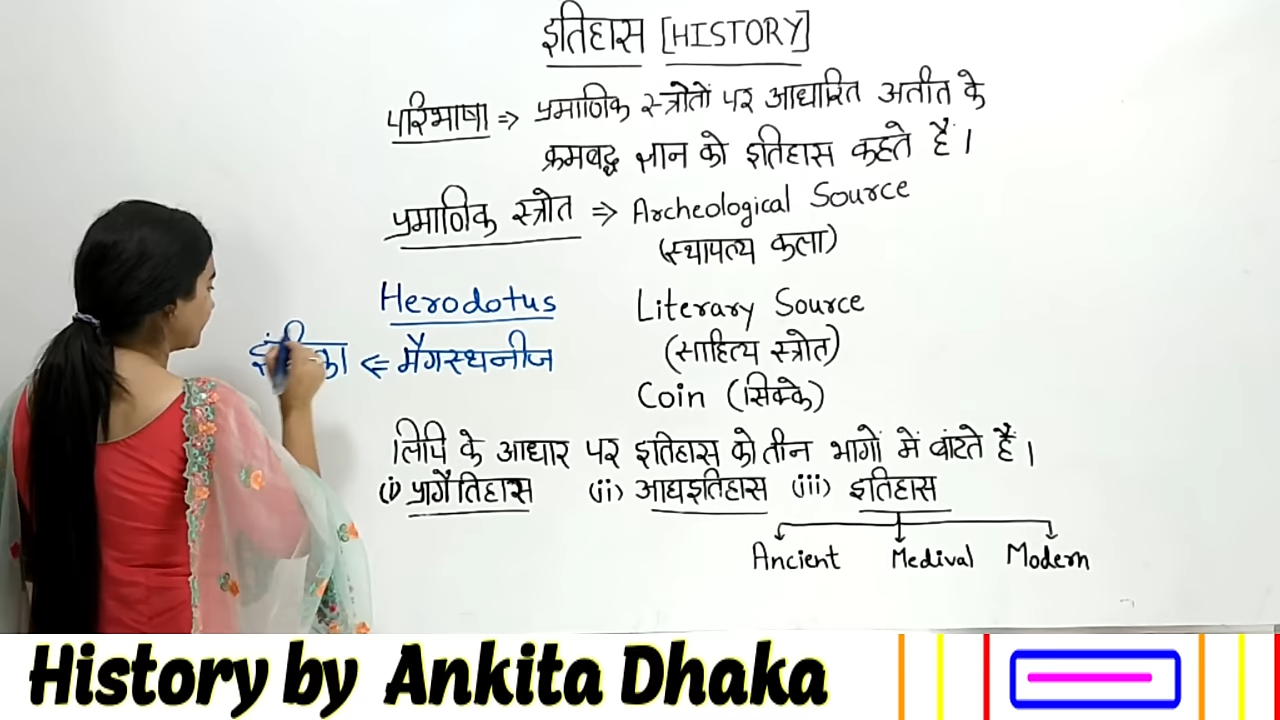 इतिहास [HISTORY]
परिभाषा ⇒ प्रमाणिक स्त्रोतों पर आधारित अतीत के
क्रमबद्ध ज्ञान को इतिहास कहते हैं।
प्रमाणिक स्त्रोत ⇒ Archeological Source
(स्थापत्य कला)
Herodotus
Literary Source
⇐ मैगस्थनीज
(साहित्य स्त्रोत)
Coin (सिक्के)
लिपि के आधार पर इतिहास को तीन भागों में बांटते हैं।
(i) प्रागैतिहास (ii) आद्यइतिहास (iii) इतिहास
Ancient Medival Modern
History by Ankita Dhaka